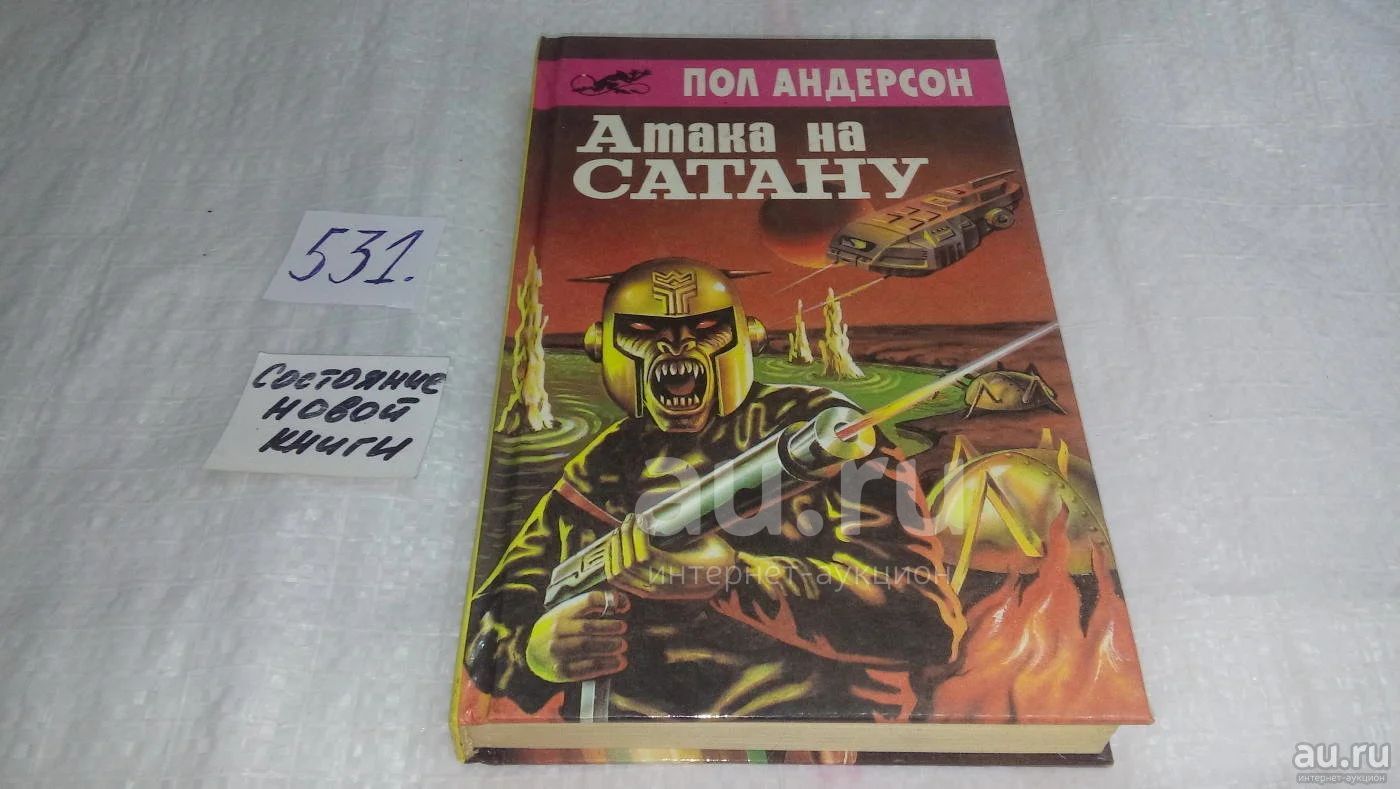 ПОЛ АНДЕРСОН
Атака на
САТАНУ
531.
Состояние
новой
книги
au.ru
интернет-аукцион
au.ru
интернет-аукцион